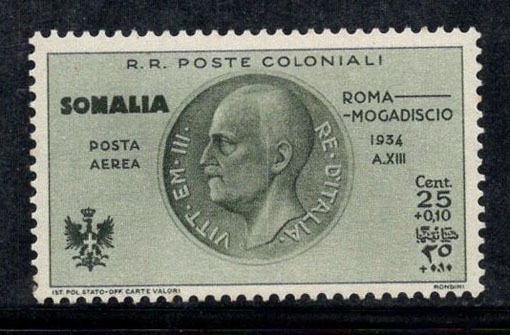 R.R. POSTE COLONIALI
SOMALIA
POSTA
AEREA
VITT·EM·III· RE·D'ITALIA·
ROMA
-MOGADISCIO
1934
A.XIII
Cent.
25
+0,10
٢٥
IST. POL. STATO-OFF. CARTE VALORI
RONDINI